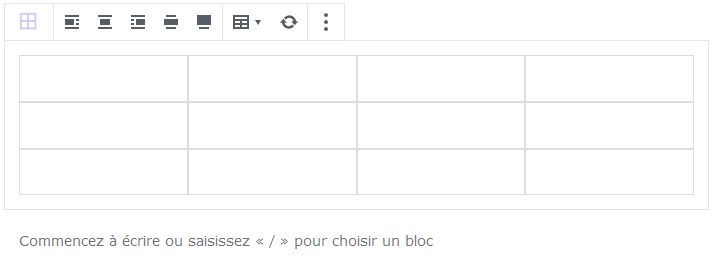 Commencez à écrire ou saisissez « / » pour choisir un bloc